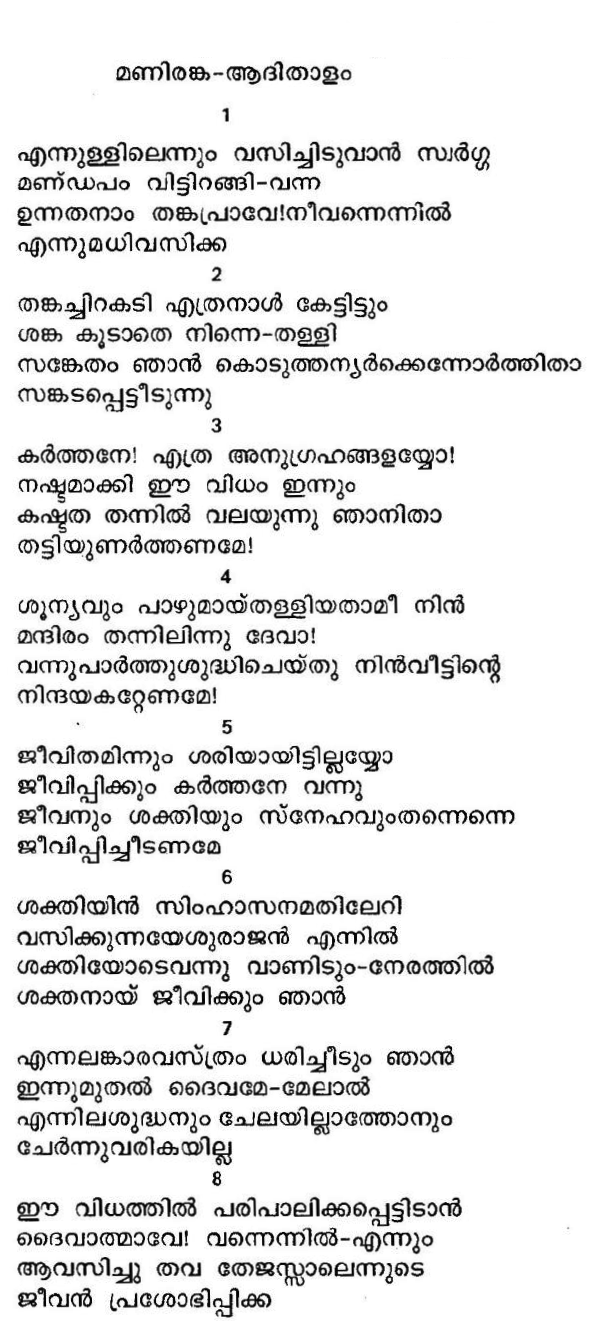 മണിരങ്ക-ആദിതാളം
1
എന്നുള്ളിലെന്നും വസിച്ചിടുവാൻ സ്വർഗ്ഗ
മണ്ഡപം വിട്ടിറങ്ങി-വന്ന
ഉന്നതനാം തങ്കപ്രാവേ!നീവന്നെന്നിൽ
എന്നുമധിവസിക്ക
2
തങ്കച്ചിറകടി എത്രനാൾ കേട്ടിട്ടും
ശങ്ക കൂടാതെ നിന്നെ-തള്ളി
സങ്കേതം ഞാൻ കൊടുത്തന്യർക്കെന്നോർത്തിതാ
സങ്കടപ്പെട്ടീടുന്നു
3
കർത്തനേ! എത്ര അനുഗ്രഹങ്ങളയ്യോ!
നഷ്ടമാക്കി ഈ വിധം ഇന്നും
കഷ്ടത തന്നിൽ വലയുന്നു ഞാനിതാ
തട്ടിയുണർത്തണമേ!
4
ശൂന്യവും പാഴുമായ്തള്ളിയതാമീ നിൻ
മന്ദിരം തന്നിലിന്നു ദേവാ!
വന്നുപാർത്തുശുദ്ധിചെയ്തു നിൻവീട്ടിന്റെ
നിന്ദയകറ്റേണമേ!
5
ജീവിതമിന്നും ശരിയായിട്ടില്ലയ്യോ
ജീവിപ്പിക്കും കർത്തനേ വന്നു
ജീവനും ശക്തിയും സ്നേഹവുംതന്നെന്നെ
ജീവിപ്പിച്ചീടണമേ
6
ശക്തിയിൻ സിംഹാസനമതിലേറി
വസിക്കുന്നയേശുരാജൻ എന്നിൽ
ശക്തിയോടെവന്നു വാണിടും-നേരത്തിൽ
ശക്തനായ് ജീവിക്കും ഞാൻ
7
എന്നലങ്കാരവസ്ത്രം ധരിച്ചീടും ഞാൻ
ഇന്നുമുതൽ ദൈവമേ-മേലാൽ
എന്നിലശുദ്ധനും ചേലയില്ലാത്തോനും
ചേർന്നുവരികയില്ല
8
ഈ വിധത്തിൽ പരിപാലിക്കപ്പെട്ടിടാൻ
ദൈവാത്മാവേ! വന്നെന്നിൽ-എന്നും
ആവസിച്ചു തവ തേജസ്സാലെന്നുടെ
ജീവൻ പ്രശോഭിപ്പിക്ക